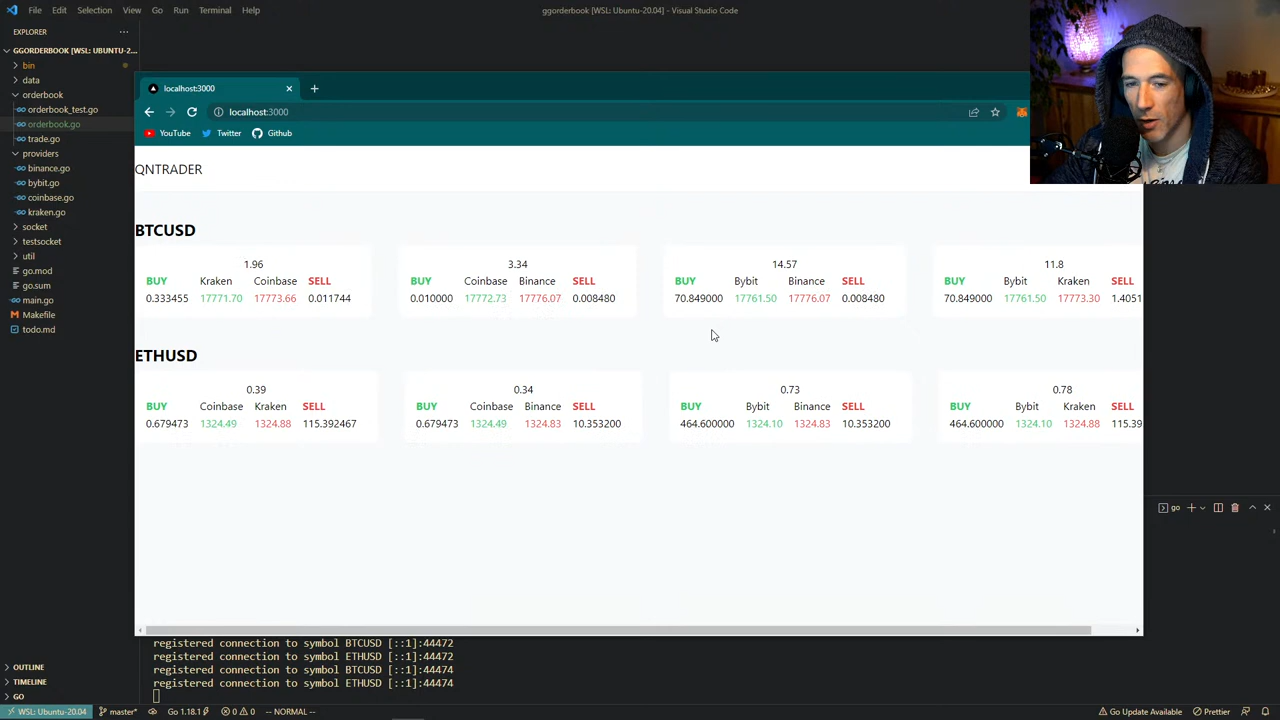 File Edit Selection View Go Run Terminal Help
ggorderbook [WSL: Ubuntu-20.04] - Visual Studio Code
EXPLORER
GGORDERBOOK [WSL: UBUNTU-2...
bin
data
orderbook
orderbook_test.go
orderbook.go
trade.go
providers
binance.go
bybit.go
coinbase.go
kraken.go
socket
testsocket
util
go.mod
go.sum
main.go
Makefile
todo.md
OUTLINE
TIMELINE
GO
localhost:3000
localhost:3000
YouTube Twitter Github
QNTRADER
BTCUSD
1.96 3.34 14.57 11.8
BUY Kraken Coinbase SELL BUY Coinbase Binance SELL BUY Bybit Binance SELL BUY Bybit Kraken SELL
0.333455 17771.70 17773.66 0.011744 0.010000 17772.73 17776.07 0.008480 70.849000 17761.50 17776.07 0.008480 70.849000 17761.50 17773.30 1.4051
ETHUSD
0.39 0.34 0.73 0.78
BUY Coinbase Kraken SELL BUY Coinbase Binance SELL BUY Bybit Binance SELL BUY Bybit Kraken SELL
0.679473 1324.49 1324.88 115.392467 0.679473 1324.49 1324.83 10.353200 464.600000 1324.10 1324.83 10.353200 464.600000 1324.10 1324.88 115.39
go
registered connection to symbol BTCUSD [::1]:44472
registered connection to symbol ETHUSD [::1]:44472
registered connection to symbol BTCUSD [::1]:44474
registered connection to symbol ETHUSD [::1]:44474
WSL: Ubuntu-20.04 master* Go 1.18.1 0 0 -- NORMAL -- Go Update Available Prettier